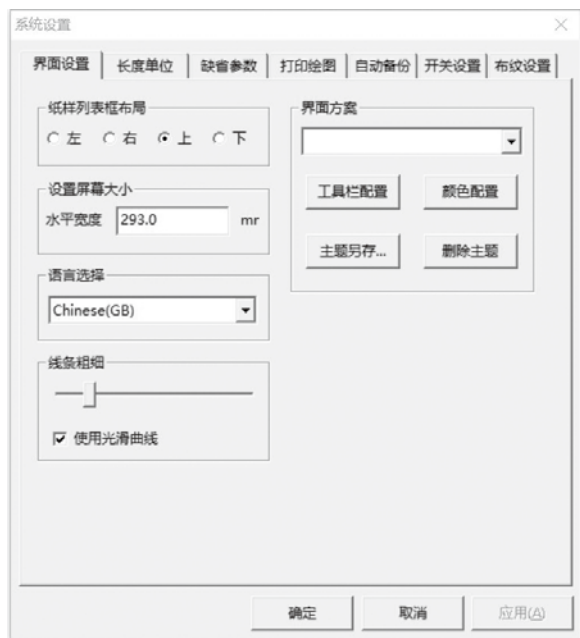 系统设置
界面设置 长度单位 缺省参数 打印绘图 自动备份 开关设置 布纹设置
纸样列表框布局
左 右 上 下
设置屏幕大小
水平宽度 293.0 mr
语言选择
Chinese(GB)
线条粗细
使用光滑曲线
界面方案
工具栏配置 颜色配置
主题另存... 删除主题
确定 取消 应用(A)